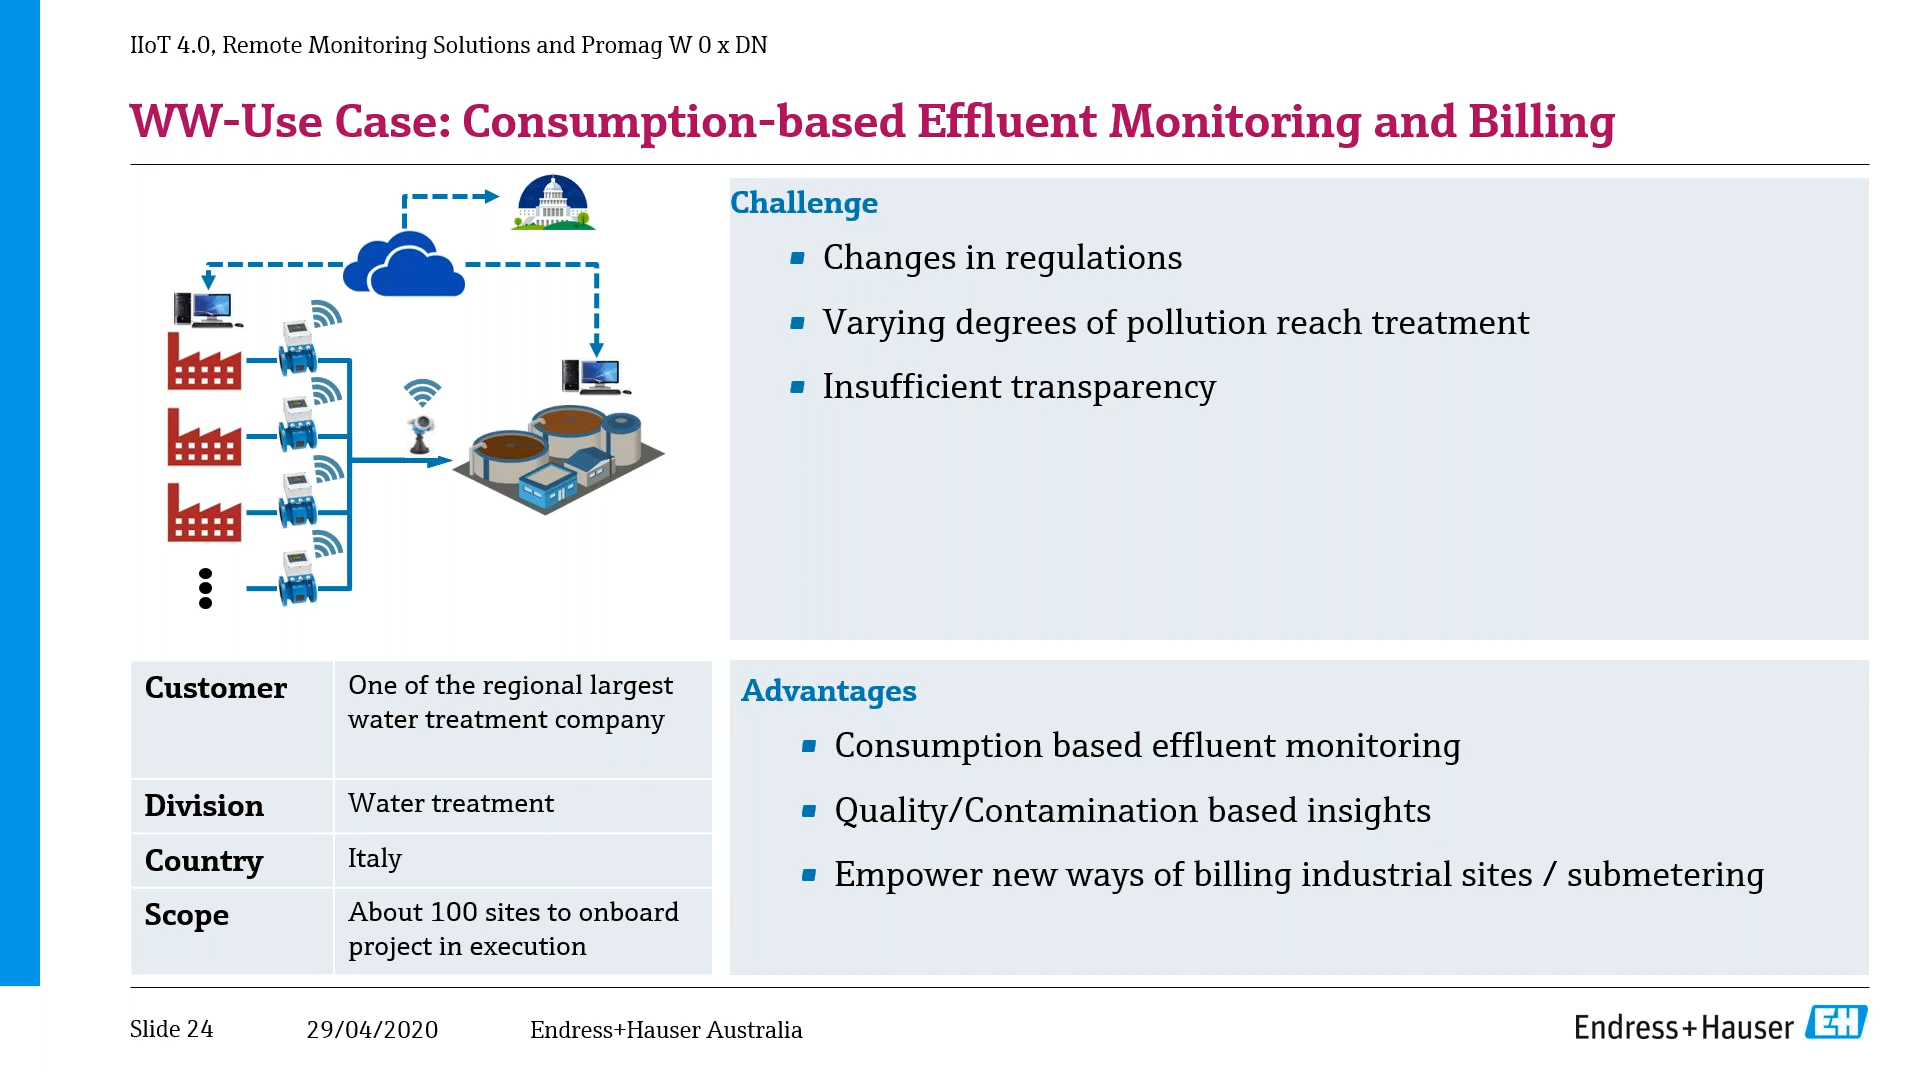 IIoT 4.0, Remote Monitoring Solutions and Promag W 0 x DN
WW-Use Case: Consumption-based Effluent Monitoring and Billing
Challenge
Changes in regulations
Varying degrees of pollution reach treatment
Insufficient transparency
Customer
One of the regional largest
water treatment company
Division
Water treatment
Country
Italy
Scope
About 100 sites to onboard
project in execution
Advantages
Consumption based effluent monitoring
Quality/Contamination based insights
Empower new ways of billing industrial sites / submetering
Slide 24
29/04/2020
Endress+Hauser Australia
Endress+Hauser EH